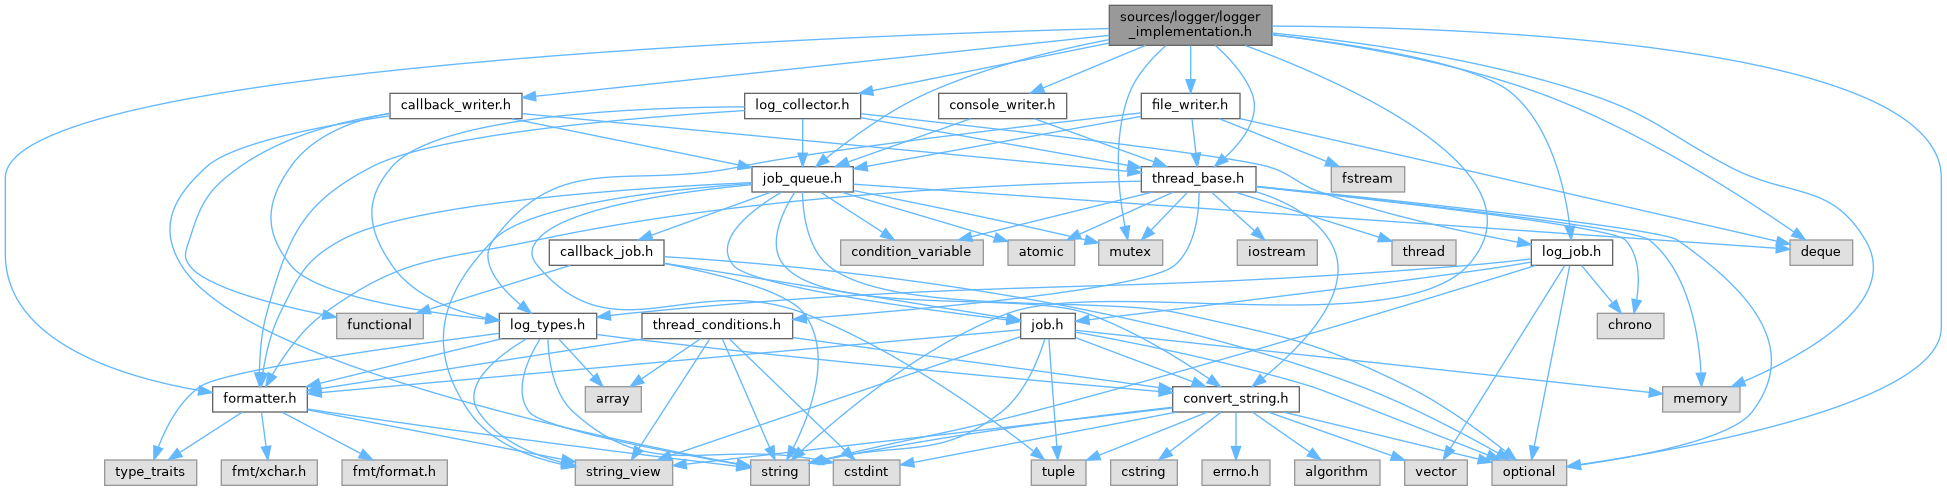 sources/logger/logger
_implementation.h
callback_writer.h
log_collector.h
console_writer.h
file_writer.h
job_queue.h
thread_base.h
fstream
callback_job.h
condition_variable
atomic
mutex
iostream
thread
log_job.h
deque
functional
log_types.h
thread_conditions.h
job.h
chrono
formatter.h
array
convert_string.h
memory
type_traits
fmt/xchar.h
fmt/format.h
string_view
string
cstdint
tuple
cstring
errno.h
algorithm
vector
optional